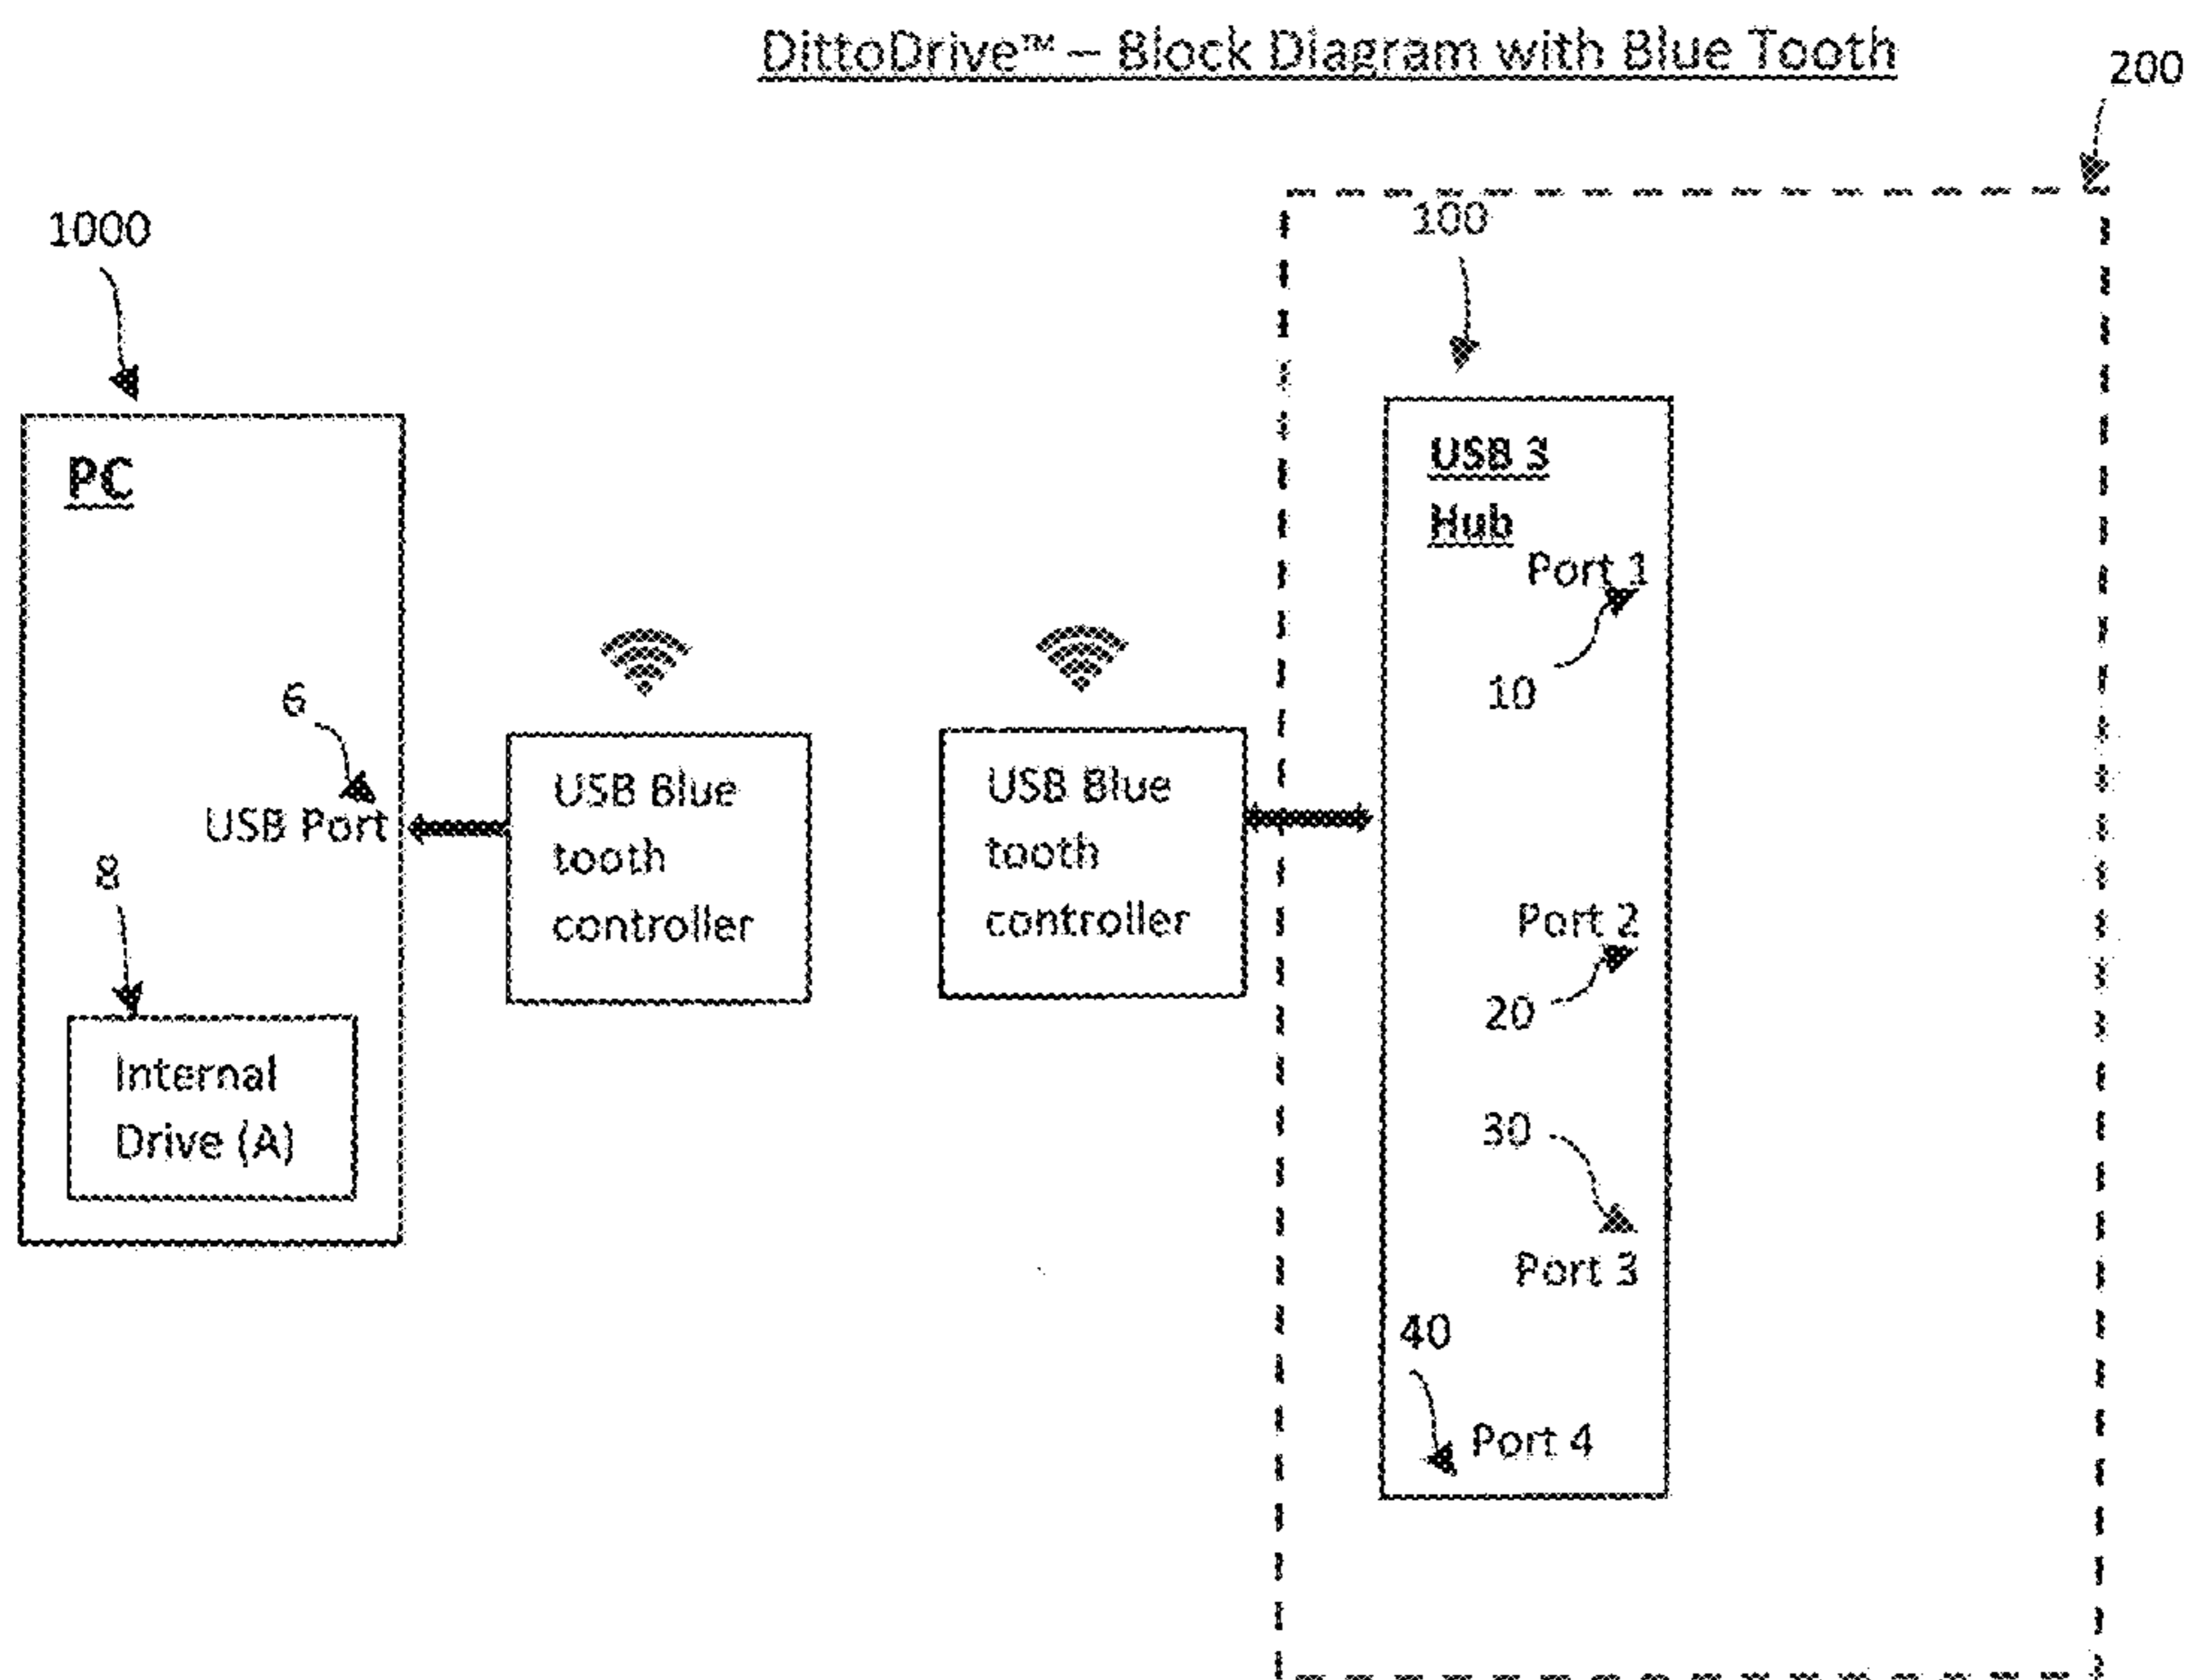 DittoDrive™ – Block Diagram with Blue Tooth
200
1000
100
PC
USB 3
Hub
Port 1
10
6
USB Port
8
Internal
Drive (A)
USB Blue
tooth
controller
USB Blue
tooth
controller
Port 2
20
30
Port 3
40
Port 4